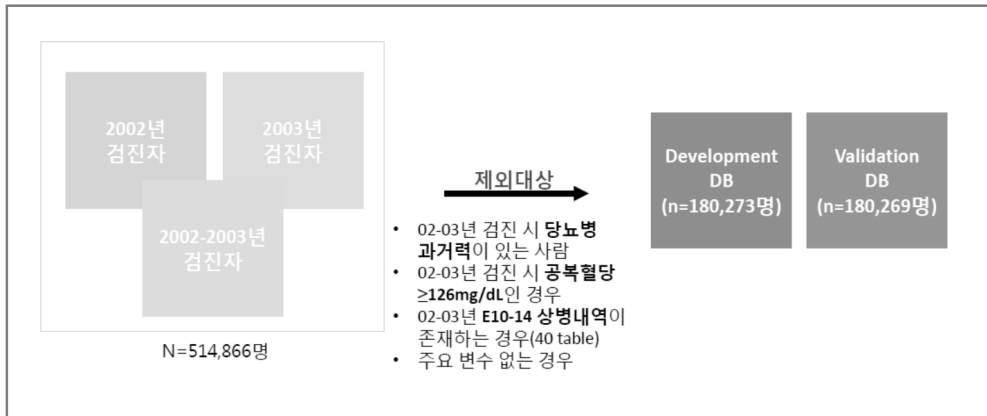 2002년
검진자
2003년
검진자
2002-2003년
검진자
N=514,866명
제외대상
• 02-03년 검진 시 당뇨병
과거력이 있는 사람
• 02-03년 검진 시 공복혈당
≥126mg/dL인 경우
• 02-03년 E10-14 상병내역이
존재하는 경우(40 table)
• 주요 변수 없는 경우
Development
DB
(n=180,273명)
Validation
DB
(n=180,269명)